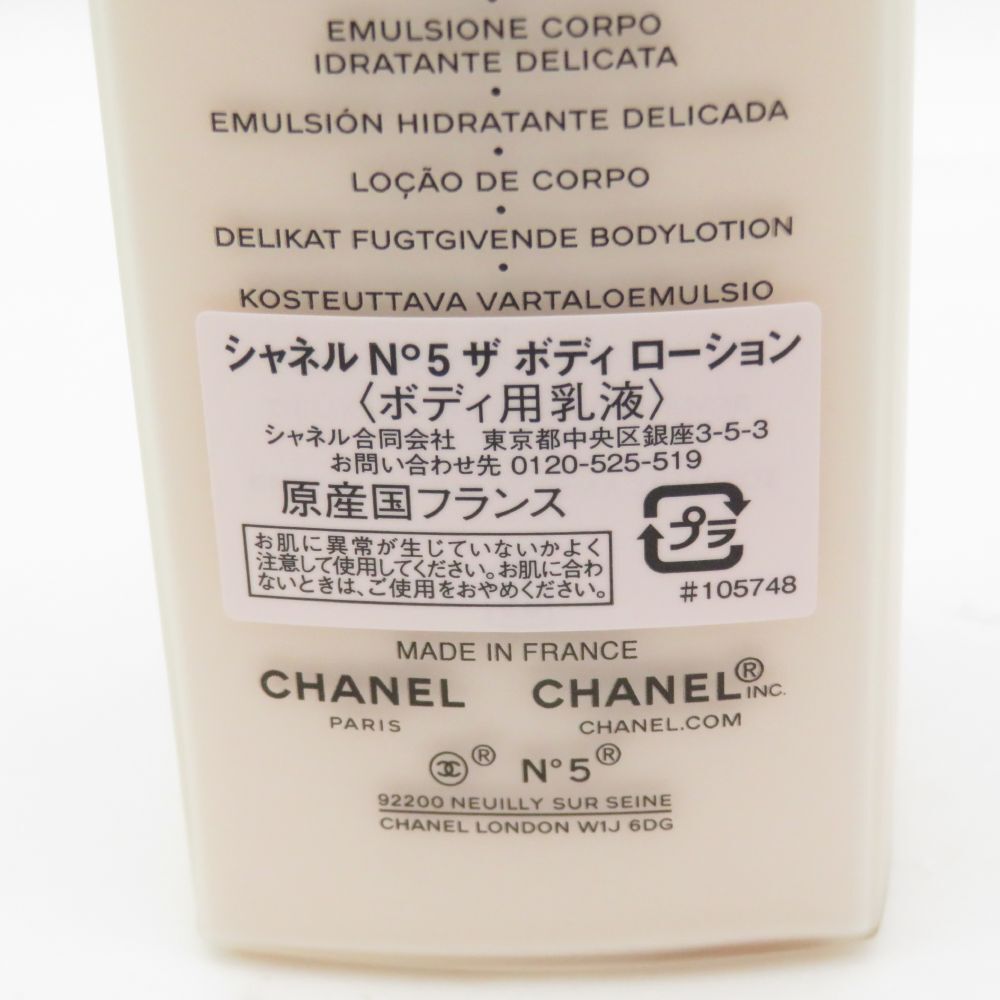 EMULSIONE CORPO
IDRATANTE DELICATA
•
EMULSIÓN HIDRATANTE DELICADA
•
LOÇÃO DE CORPO
•
DELIKAT FUGTGIVENDE BODYLOTION
•
KOSTEUTTAVA VARTALOEMULSIO
シャネル N°5 ザ ボディ ローション
〈ボディ用乳液〉
シャネル合同会社 東京都中央区銀座3-5-3
お問い合わせ先 0120-525-519
原産国フランス
プラ
お肌に異常が生じていないかよく
注意して使用してください。お肌に合わ
ないときは、ご使用をおやめください。
#105748
MADE IN FRANCE
CHANEL CHANEL® INC.
PARIS CHANEL.COM
® N°5®
92200 NEUILLY SUR SEINE
CHANEL LONDON W1J 6DG